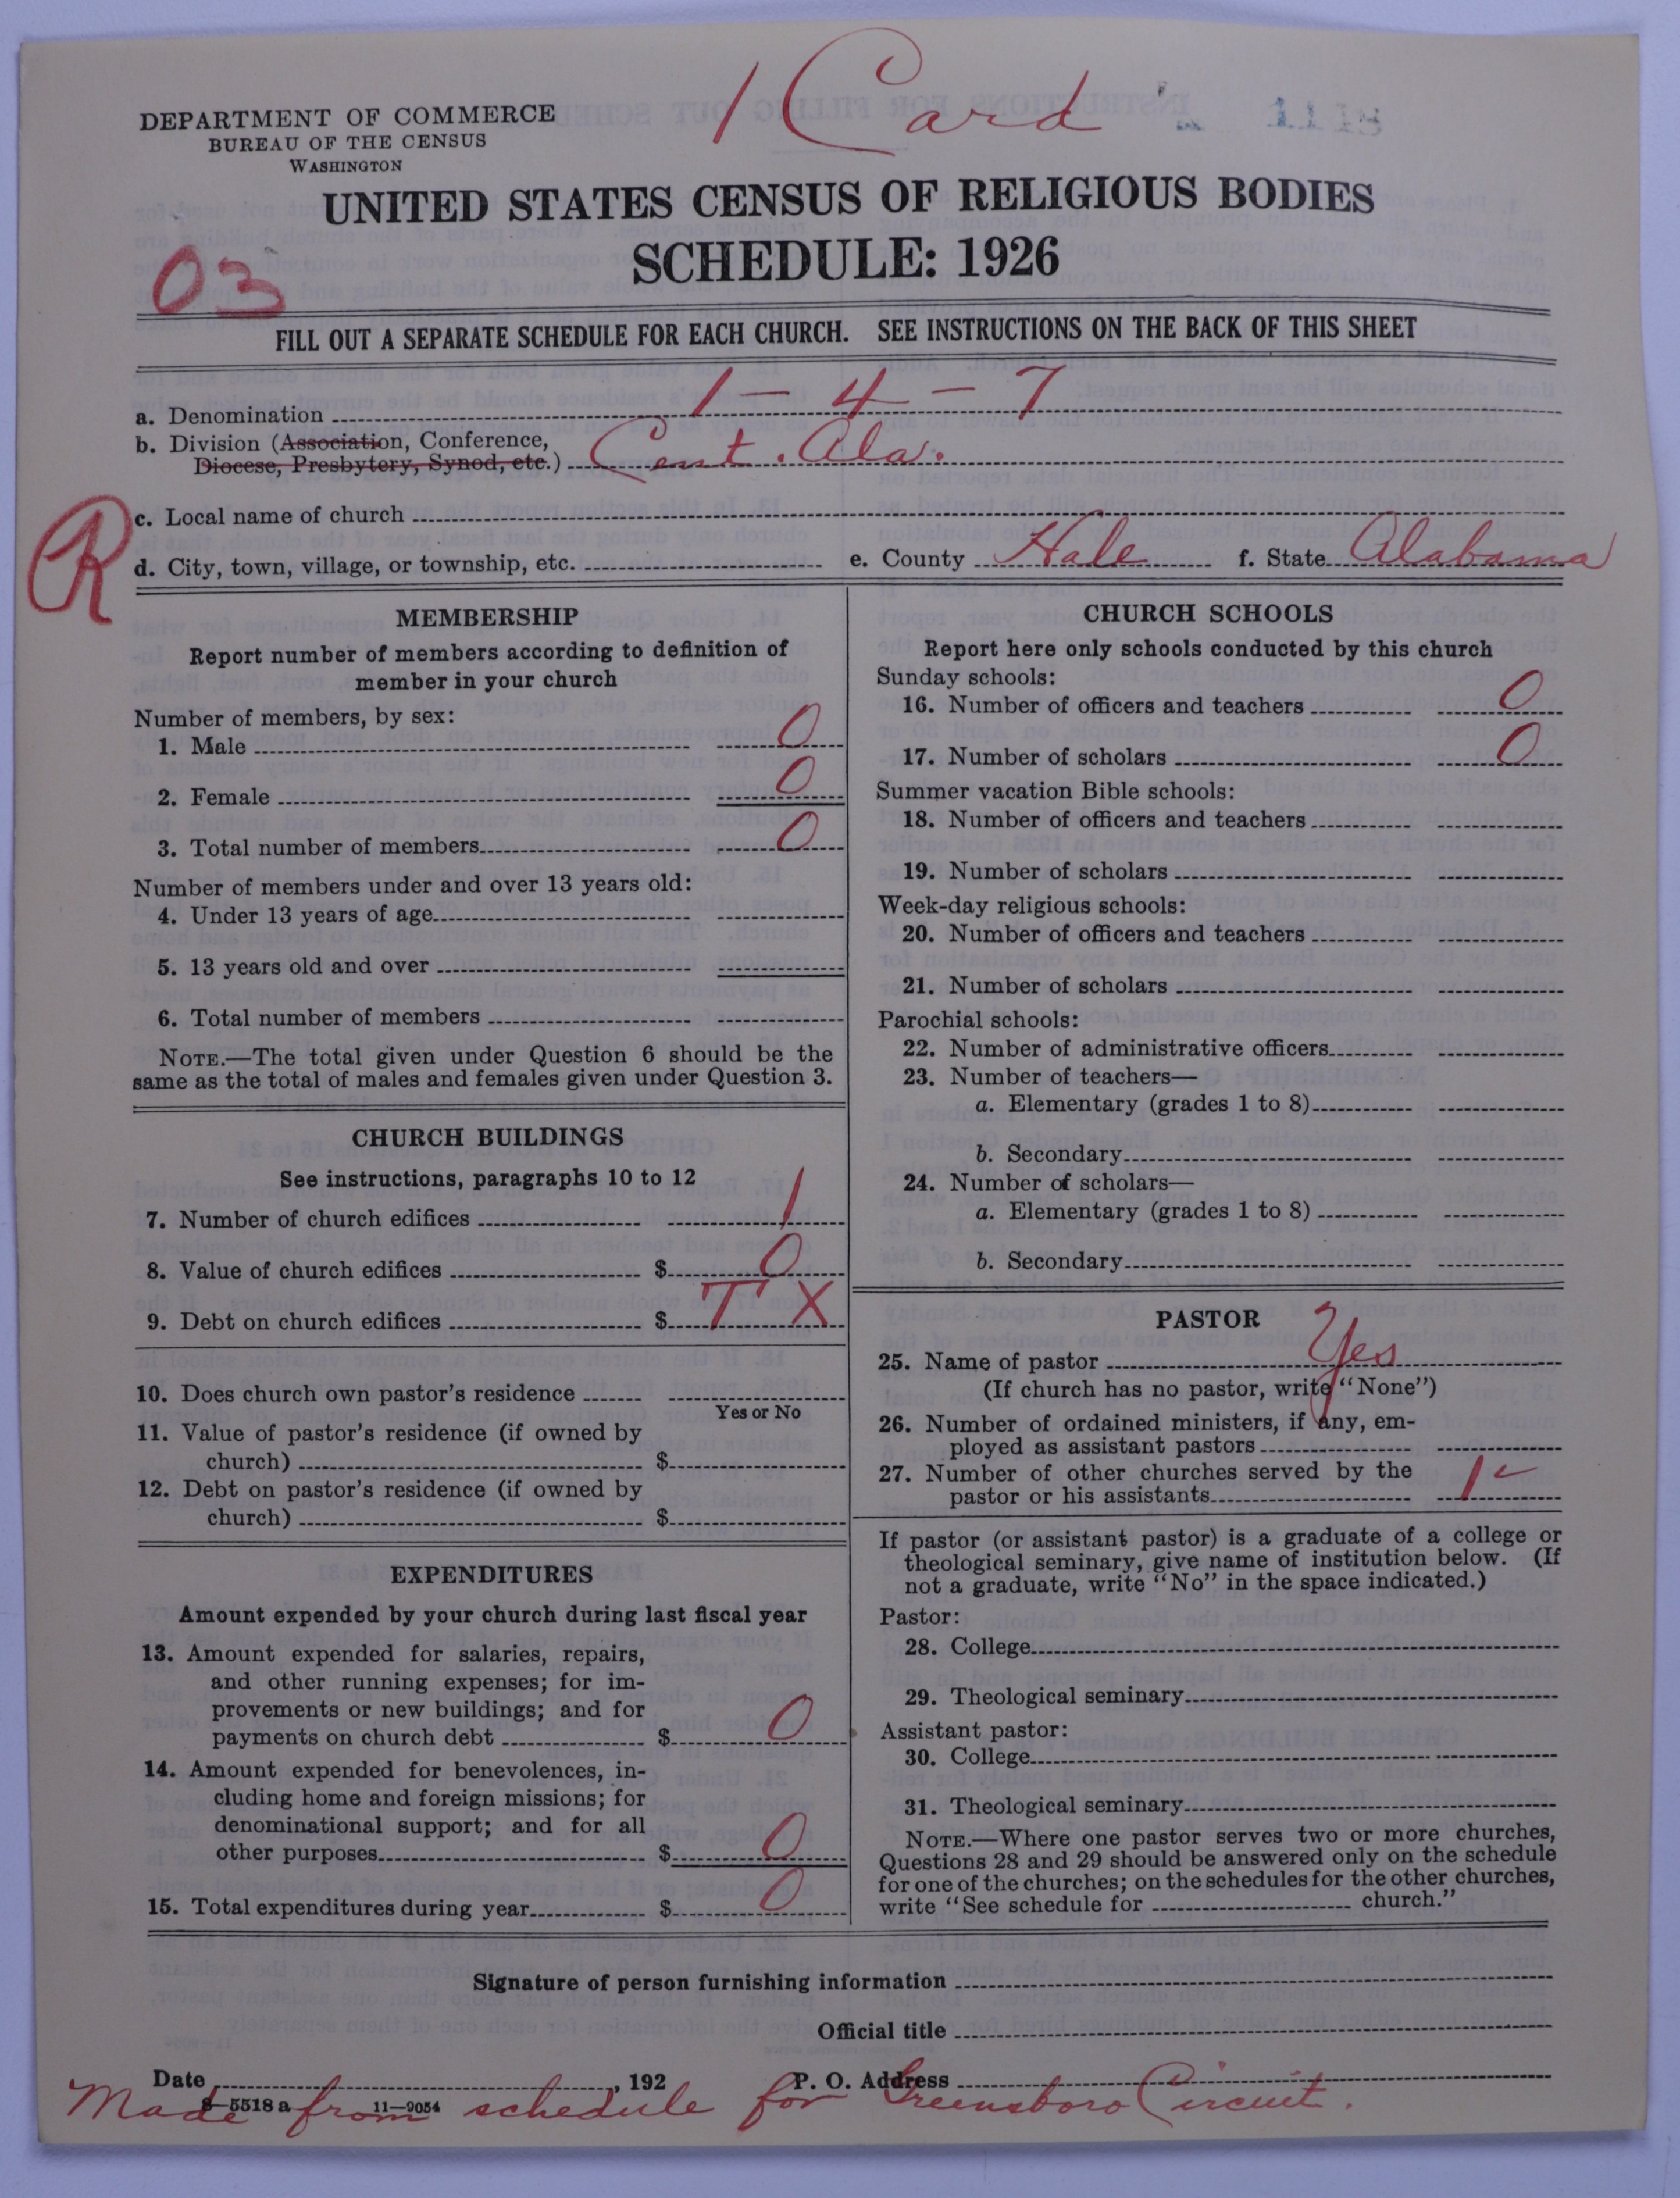 1 Card
DEPARTMENT OF COMMERCE
BUREAU OF THE CENSUS
WASHINGTON
UNITED STATES CENSUS OF RELIGIOUS BODIES
SCHEDULE: 1926
03
FILL OUT A SEPARATE SCHEDULE FOR EACH CHURCH. SEE INSTRUCTIONS ON THE BACK OF THIS SHEET
a. Denomination 1 - 4 - 7
b. Division (Association, Conference,
Diocese, Presbytery, Synod, etc.) Cent. Ala.
R
c. Local name of church
d. City, town, village, or township, etc. e. County Hale f. State Alabama
MEMBERSHIP
Report number of members according to definition of
member in your church
Number of members, by sex:
1. Male 0
2. Female 0
3. Total number of members 0
Number of members under and over 13 years old:
4. Under 13 years of age
5. 13 years old and over
6. Total number of members
NOTE.—The total given under Question 6 should be the
same as the total of males and females given under Question 3.
CHURCH BUILDINGS
See instructions, paragraphs 10 to 12
7. Number of church edifices 1
8. Value of church edifices $ 0
9. Debt on church edifices $ T X
10. Does church own pastor's residence
Yes or No
11. Value of pastor's residence (if owned by
church) $
12. Debt on pastor's residence (if owned by
church) $
EXPENDITURES
Amount expended by your church during last fiscal year
13. Amount expended for salaries, repairs,
and other running expenses; for im-
provements or new buildings; and for
payments on church debt $ 0
14. Amount expended for benevolences, in-
cluding home and foreign missions; for
denominational support; and for all
other purposes $ 0
15. Total expenditures during year $ 0
CHURCH SCHOOLS
Report here only schools conducted by this church
Sunday schools:
16. Number of officers and teachers 0
17. Number of scholars 0
Summer vacation Bible schools:
18. Number of officers and teachers
19. Number of scholars
Week-day religious schools:
20. Number of officers and teachers
21. Number of scholars
Parochial schools:
22. Number of administrative officers
23. Number of teachers—
a. Elementary (grades 1 to 8)
b. Secondary
24. Number of scholars—
a. Elementary (grades 1 to 8)
b. Secondary
PASTOR
25. Name of pastor Yes
(If church has no pastor, write "None")
26. Number of ordained ministers, if any, em-
ployed as assistant pastors
27. Number of other churches served by the
pastor or his assistants 1
If pastor (or assistant pastor) is a graduate of a college or
theological seminary, give name of institution below. (If
not a graduate, write "No" in the space indicated.)
Pastor:
28. College
29. Theological seminary
Assistant pastor:
30. College
31. Theological seminary
NOTE.—Where one pastor serves two or more churches,
Questions 28 and 29 should be answered only on the schedule
for one of the churches; on the schedules for the other churches,
write "See schedule for church."
Signature of person furnishing information
Official title
Date , 192 P. O. Address
8—5518 a 11—9054
Made from schedule for Greensboro Circuit.